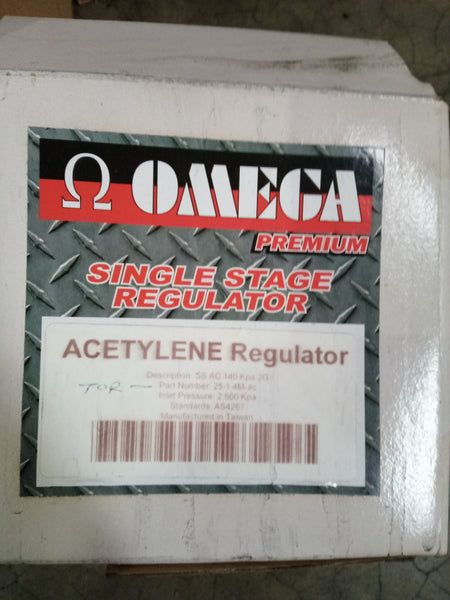 Ω OMEGA
PREMIUM
SINGLE STAGE
REGULATOR
ACETYLENE Regulator
Description: SS AC 140 Kpa 2G
TOR —
Part Number: 25-1.4M-ac
Inlet Pressure: 2,500 Kpa
Standards: AS4267
Manufactured in Taiwan